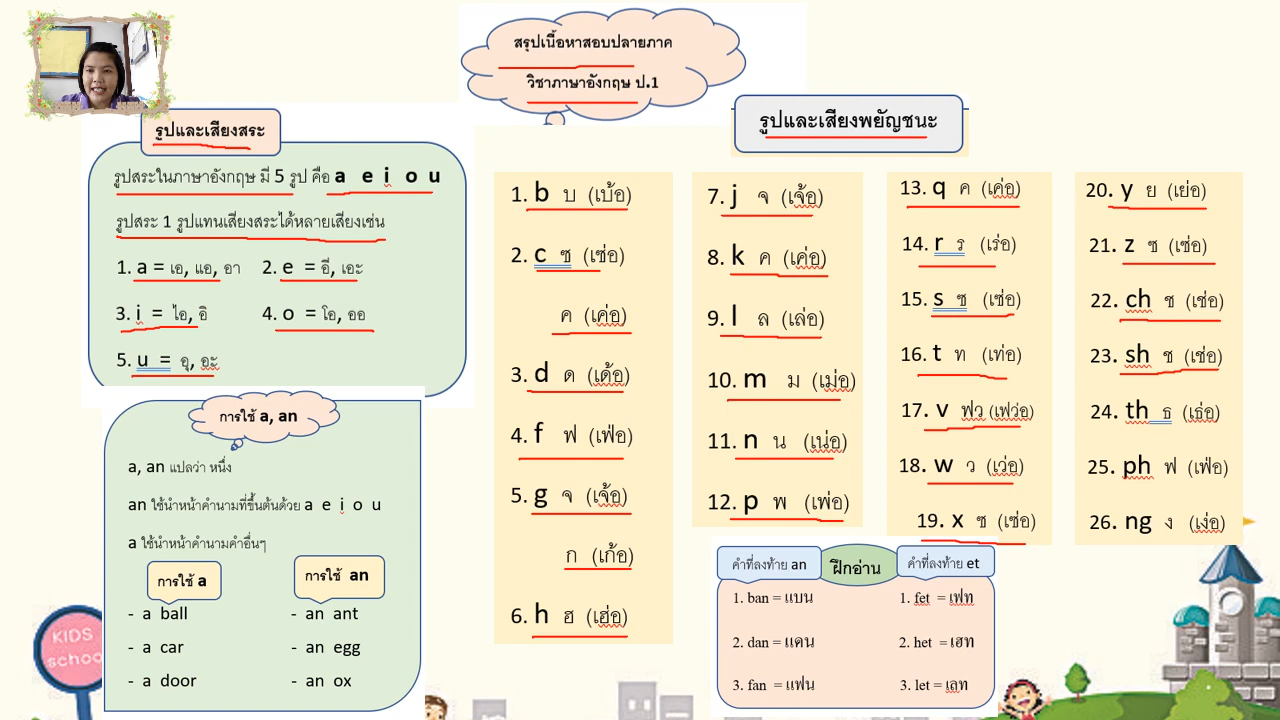 สรุปเนื้อหาสอบปลายภาค
วิชาภาษาอังกฤษ ป.1
รูปและเสียงสระ
รูปสระในภาษาอังกฤษ มี 5 รูป คือ a e i o u
รูปสระ 1 รูปแทนเสียงสระได้หลายเสียงเช่น
1. a = เอ, แอ, อา 2. e = อี, เอะ
3. i = ไอ, อิ 4. o = โอ, ออ
5. u = อุ, อะ
การใช้ a, an
a, an แปลว่า หนึ่ง
an ใช้นำหน้าคำนามที่ขึ้นต้นด้วย a e i o u
a ใช้นำหน้าคำนามคำอื่นๆ
การใช้ a
- a ball
- a car
- a door
การใช้ an
- an ant
- an egg
- an ox
รูปและเสียงพยัญชนะ
1. b บ (เบ้อ)
2. c ซ (เซ่อ)
ค (เค่อ)
3. d ด (เด้อ)
4. f ฟ (เฟ่อ)
5. g จ (เจ้อ)
ก (เก้อ)
6. h ฮ (เฮ่อ)
7. j จ (เจ้อ)
8. k ค (เค่อ)
9. l ล (เล่อ)
10. m ม (เม่อ)
11. n น (เน่อ)
12. p พ (เพ่อ)
13. q ค (เค่อ)
14. r ร (เร่อ)
15. s ซ (เซ่อ)
16. t ท (เท่อ)
17. v ฟว (เฟว่อ)
18. w ว (เว่อ)
19. x ซ (เซ่อ)
20. y ย (เย่อ)
21. z ซ (เซ่อ)
22. ch ช (เช่อ)
23. sh ช (เช่อ)
24. th ธ (เธ่อ)
25. ph ฟ (เฟ่อ)
26. ng ง (เง่อ)
คำที่ลงท้าย an
ฝึกอ่าน
คำที่ลงท้าย et
1. ban = แบน
2. dan = แดน
3. fan = แฟน
1. fet = เฟท
2. het = เฮท
3. let = เลท
KIDS
school